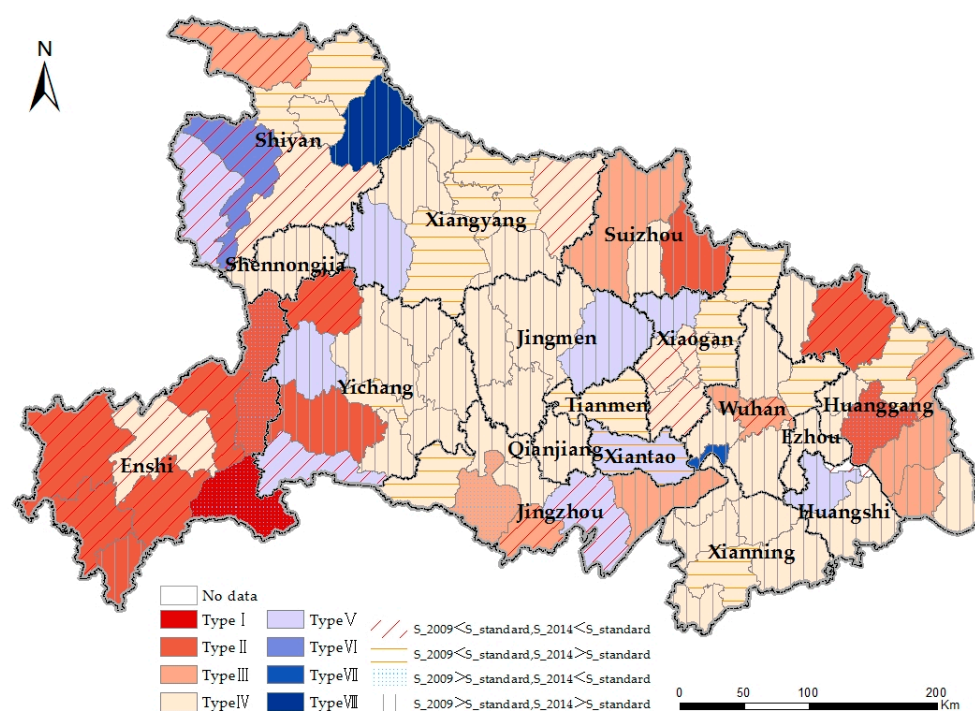 N
Shiyan
Xiangyang
Suizhou
Shennongjia
Jingmen
Xiaogan
Yichang
Tianmen
Wuhan
Huanggang
Ezhou
Qianjiang
Xiantao
Enshi
Jingzhou
Huangshi
Xianning
No data
Type Ⅰ
Type Ⅱ
Type Ⅲ
Type Ⅳ
Type Ⅴ
Type Ⅵ
Type Ⅶ
Type Ⅷ
S_2009<S_standard,S_2014<S_standard
S_2009<S_standard,S_2014>S_standard
S_2009>S_standard,S_2014<S_standard
S_2009>S_standard,S_2014>S_standard
0 50 100 200
Km